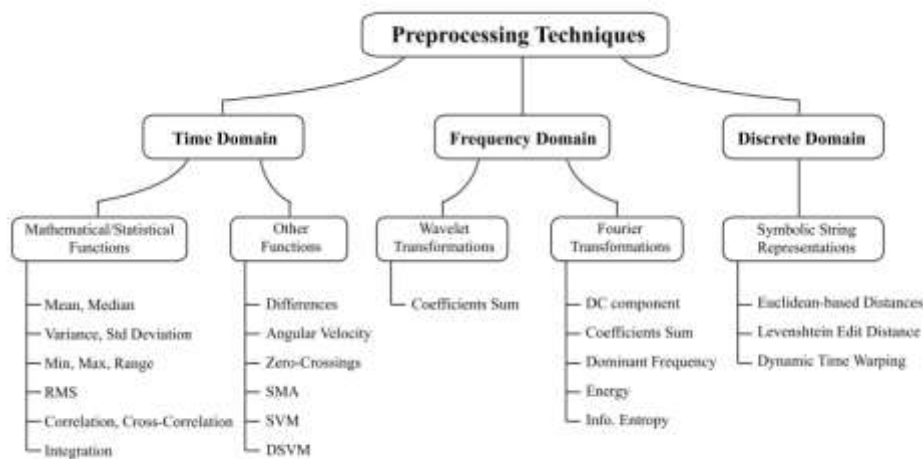 Preprocessing Techniques
Time Domain
Frequency Domain
Discrete Domain
Mathematical/Statistical
Functions
Other
Functions
Wavelet
Transformations
Fourier
Transformations
Symbolic String
Representations
Mean, Median
Variance, Std Deviation
Min, Max, Range
RMS
Correlation, Cross-Correlation
Integration
Differences
Angular Velocity
Zero-Crossings
SMA
SVM
DSVM
Coefficients Sum
DC component
Coefficients Sum
Dominant Frequency
Energy
Info. Entropy
Euclidean-based Distances
Levenshtein Edit Distance
Dynamic Time Warping